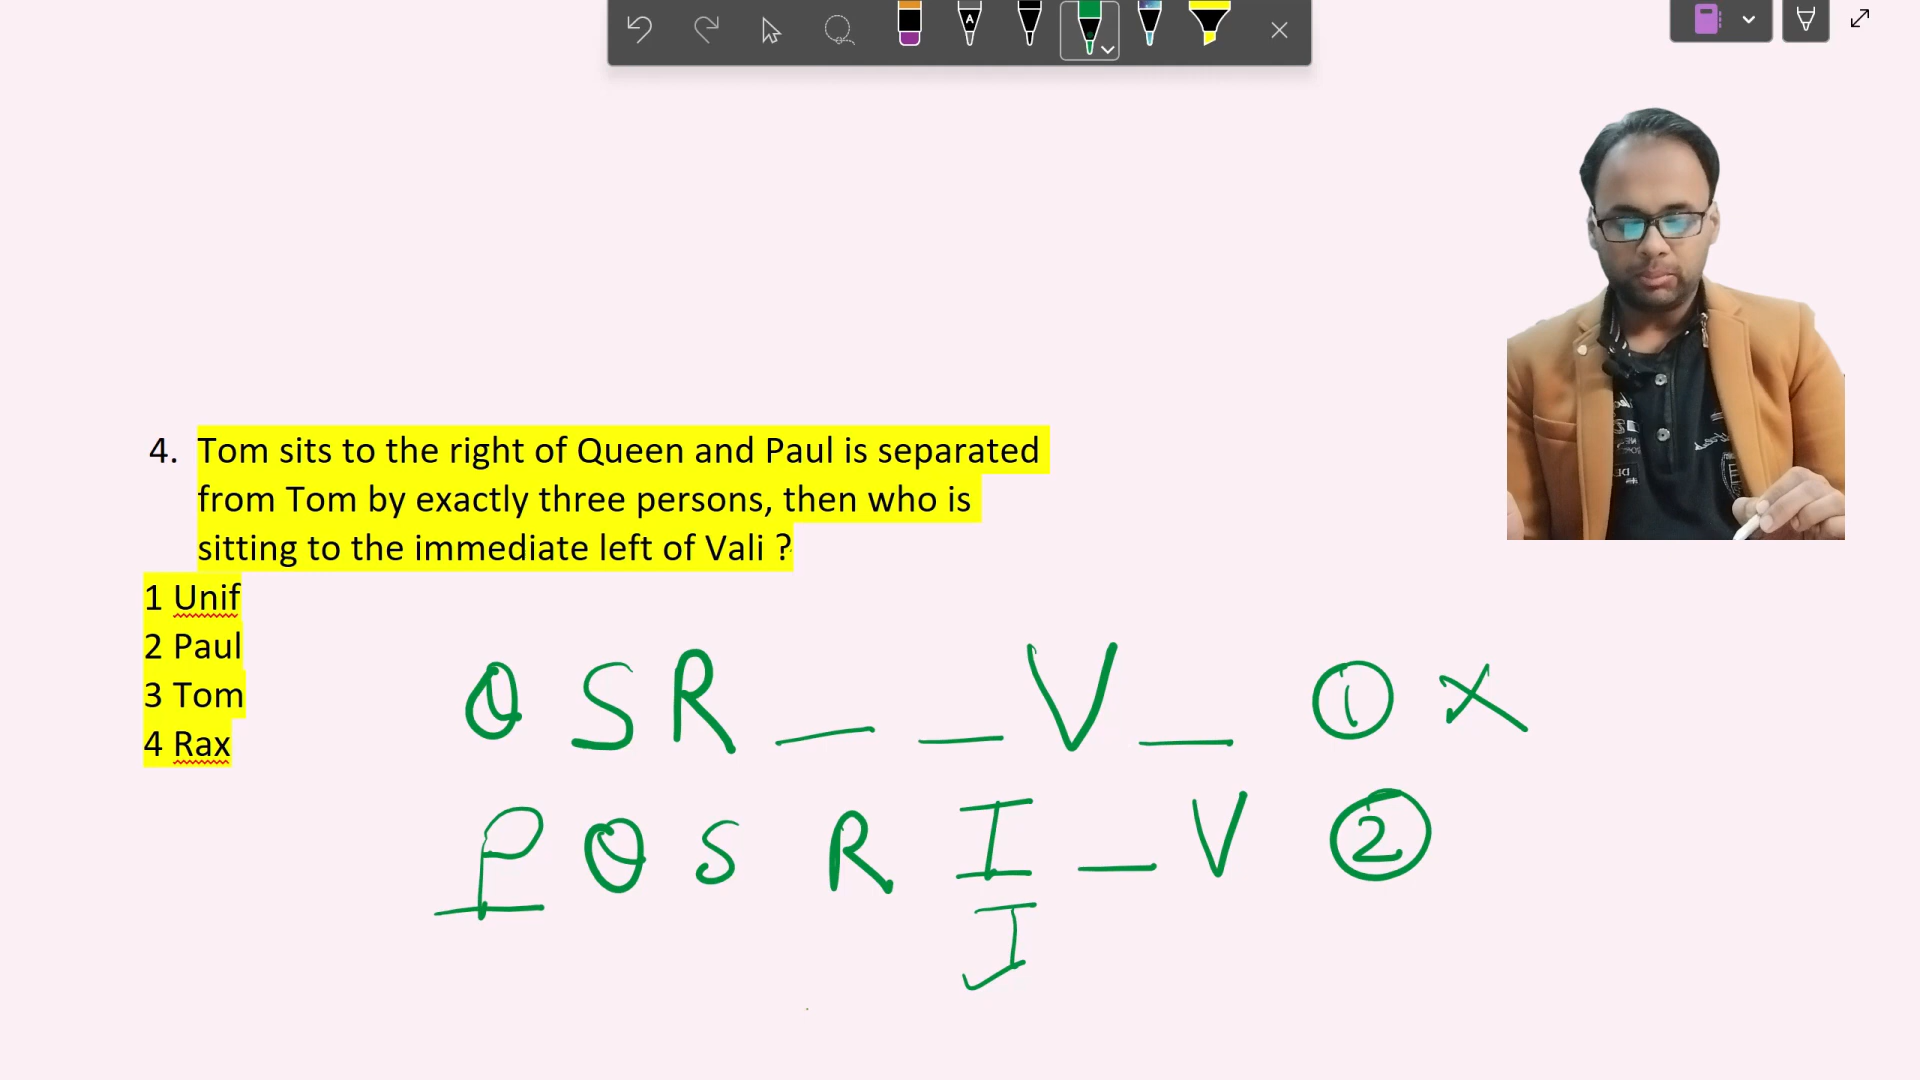 4. Tom sits to the right of Queen and Paul is separated
from Tom by exactly three persons, then who is
sitting to the immediate left of Vali ?
1 Unif
2 Paul
3 Tom
4 Rax
Q S R _ _ V _ ① ×
P Q S R I _ V ②